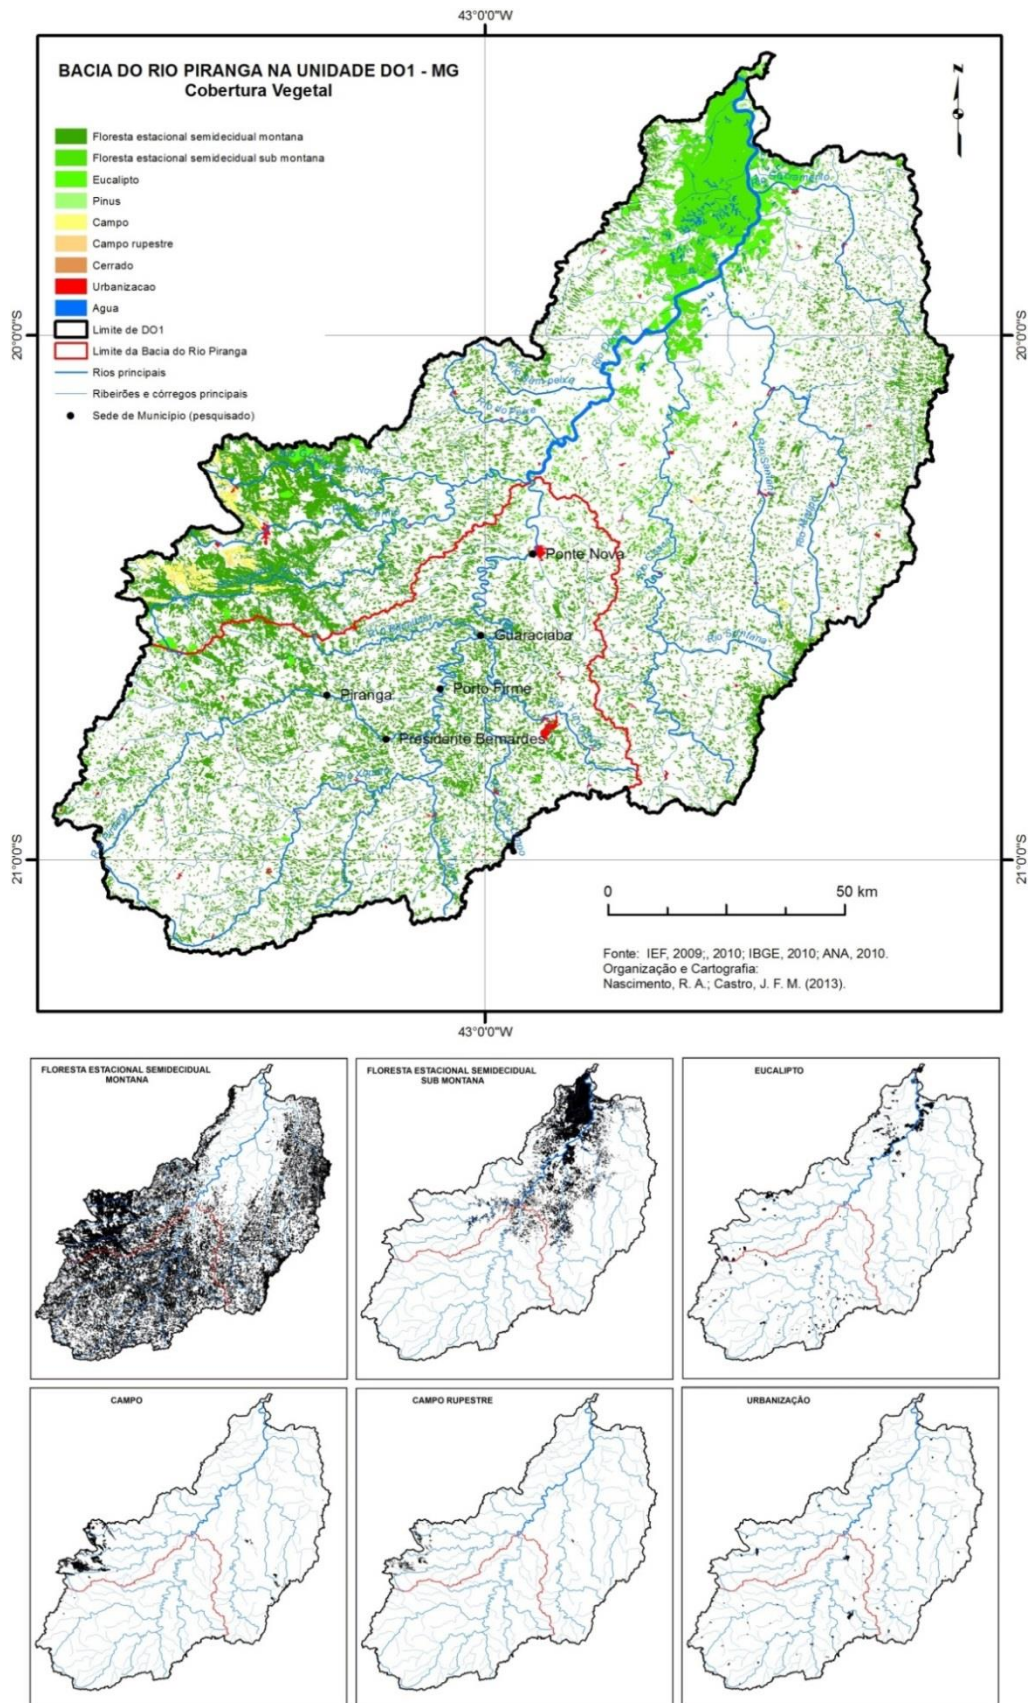 43°0'0"W
BACIA DO RIO PIRANGA NA UNIDADE DO1 - MG
Cobertura Vegetal
N
Floresta estacional semidecidual montana
Floresta estacional semidecidual sub montana
Eucalipto
Pinus
Campo
Campo rupestre
Cerrado
Urbanizacao
Agua
Limite de DO1
Limite da Bacia do Rio Piranga
Rios principais
Ribeirões e córregos principais
Sede de Município (pesquisado)
20°0'0"S
20°0'0"S
Rio do Peixe
Ponte Nova
Guaraciaba
Rio Santana
Piranga
Porto Firme
Presidente Bernardes
21°0'0"S
21°0'0"S
0 50 km
Fonte: IEF, 2009;, 2010; IBGE, 2010; ANA, 2010.
Organização e Cartografia:
Nascimento, R. A.; Castro, J. F. M. (2013).
43°0'0"W
FLORESTA ESTACIONAL SEMIDECIDUAL
MONTANA
FLORESTA ESTACIONAL SEMIDECIDUAL
SUB MONTANA
EUCALIPTO
CAMPO
CAMPO RUPESTRE
URBANIZAÇÃO